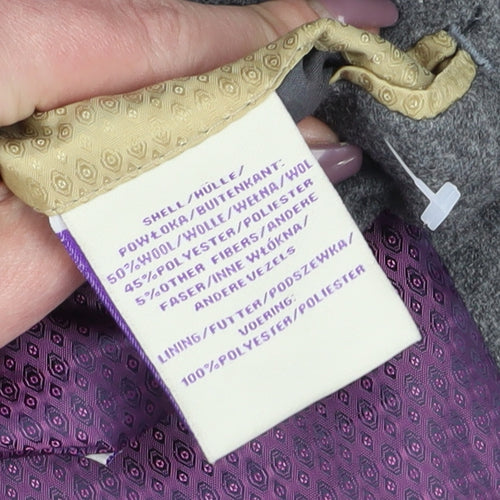 SHELL/HÜLLE/
POWŁOKA/BUITENKANT:
50%WOOL/WOLLE/WEŁNA/WOL
45%POLYESTER/POLIESTER
5%OTHER FIBERS/ANDERE
FASER/INNE WŁÓKNA/
ANDERE VEZELS
LINING/FUTTER/PODSZEWKA/
VOERING:
100%POLYESTER/POLIESTER